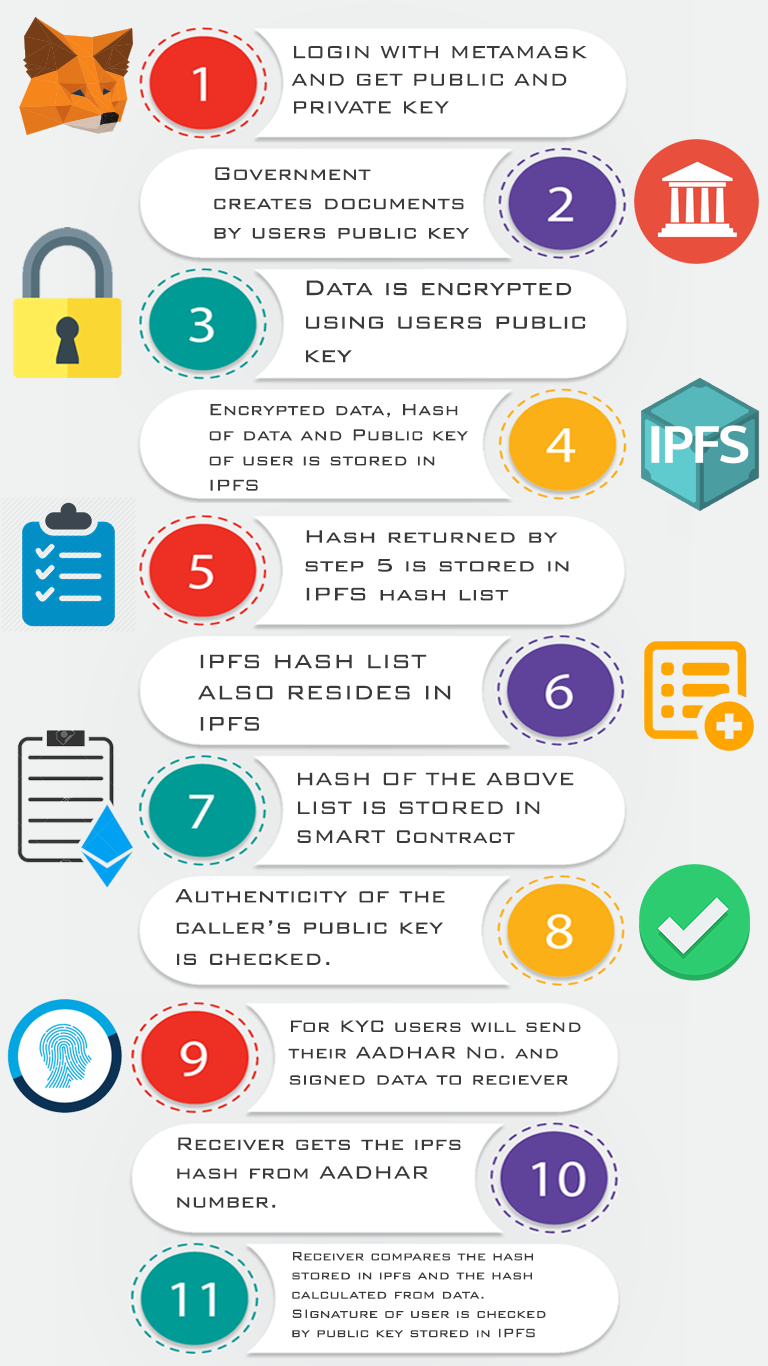 1
LOGIN WITH METAMASK
AND GET PUBLIC AND
PRIVATE KEY
Government
creates documents
by users public key
2
3
Data is encrypted
using users public
key
Encrypted data, Hash
of data and Public key
of user is stored in
IPFS
4
IPFS
5
Hash returned by
step 5 is stored in
IPFS hash list
IPFS HASH LIST
ALSO RESIDES IN
IPFS
6
7
HASH OF THE ABOVE
LIST IS STORED IN
SMART Contract
Authenticity of the
caller's public key
is checked.
8
9
For KYC users will send
their AADHAR No. and
signed data to reciever
Receiver gets the ipfs
hash from AADHAR
number.
10
11
Receiver compares the hash
stored in ipfs and the hash
calculated from data.
Signature of user is checked
by public key stored in IPFS